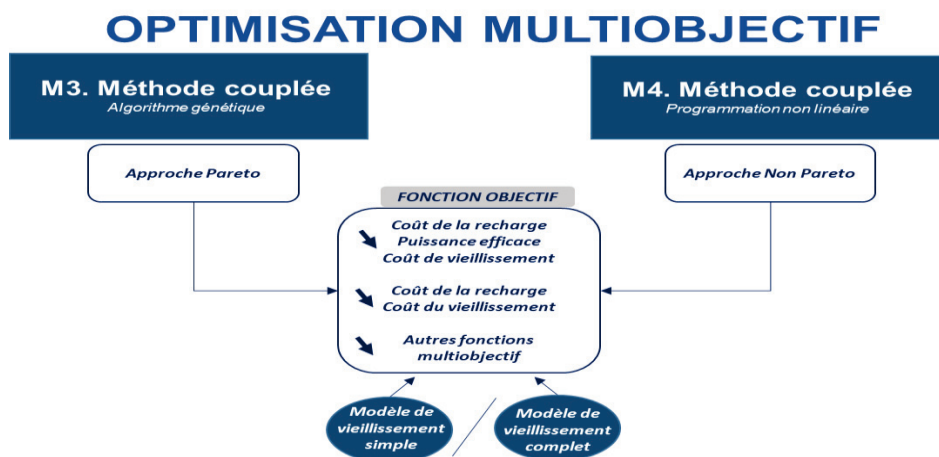 OPTIMISATION MULTIOBJECTIF
M3. Méthode couplée
Algorithme génétique
M4. Méthode couplée
Programmation non linéaire
Approche Pareto
Approche Non Pareto
FONCTION OBJECTIF
Coût de la recharge
Puissance efficace
Coût de vieillissement
Coût de la recharge
Coût du vieillissement
Autres fonctions
multiobjectif
Modèle de
vieillissement
simple
Modèle de
vieillissement
complet